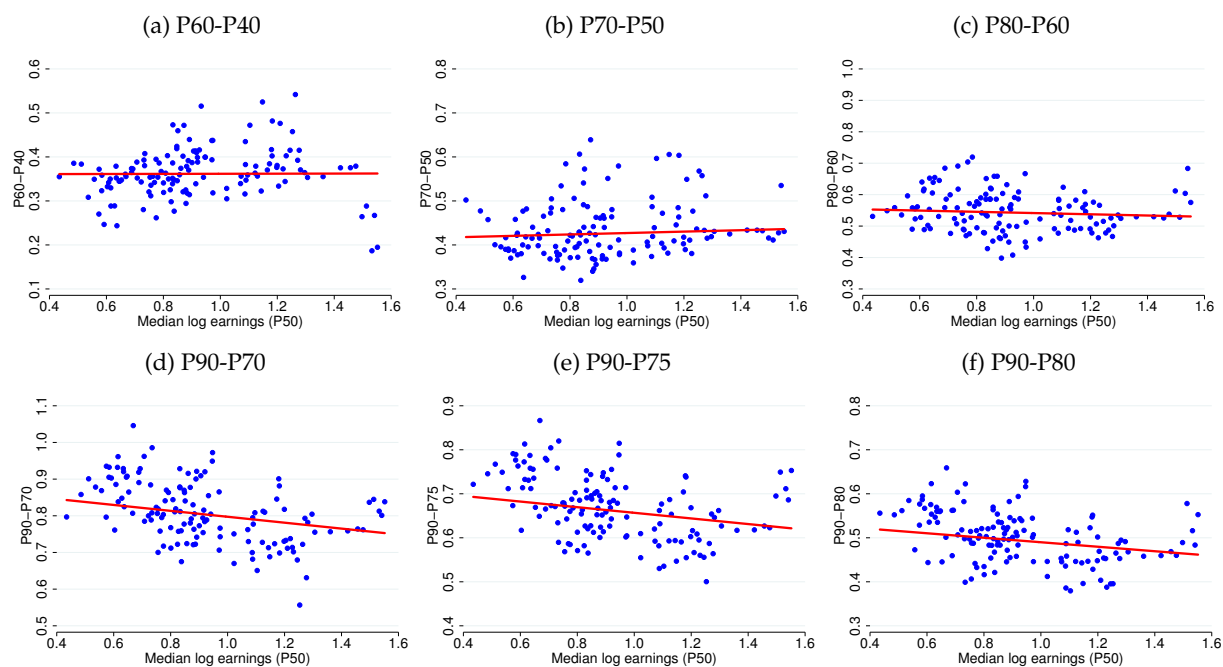 (a) P60-P40
(b) P70-P50
(c) P80-P60
P60−P40
0.1 0.2 0.3 0.4 0.5 0.6
0.4 0.6 0.8 1.0 1.2 1.4 1.6
Median log earnings (P50)
P70−P50
0.3 0.4 0.5 0.6 0.7 0.8
0.4 0.6 0.8 1.0 1.2 1.4 1.6
Median log earnings (P50)
P80−P60
0.3 0.4 0.5 0.6 0.7 0.8 0.9 1.0
0.4 0.6 0.8 1.0 1.2 1.4 1.6
Median log earnings (P50)
(d) P90-P70
(e) P90-P75
(f) P90-P80
P90−P70
0.5 0.6 0.7 0.8 0.9 1.0 1.1
0.4 0.6 0.8 1.0 1.2 1.4 1.6
Median log earnings (P50)
P90−P75
0.4 0.5 0.6 0.7 0.8 0.9
0.4 0.6 0.8 1.0 1.2 1.4 1.6
Median log earnings (P50)
P90−P80
0.3 0.4 0.5 0.6 0.7 0.8
0.4 0.6 0.8 1.0 1.2 1.4 1.6
Median log earnings (P50)